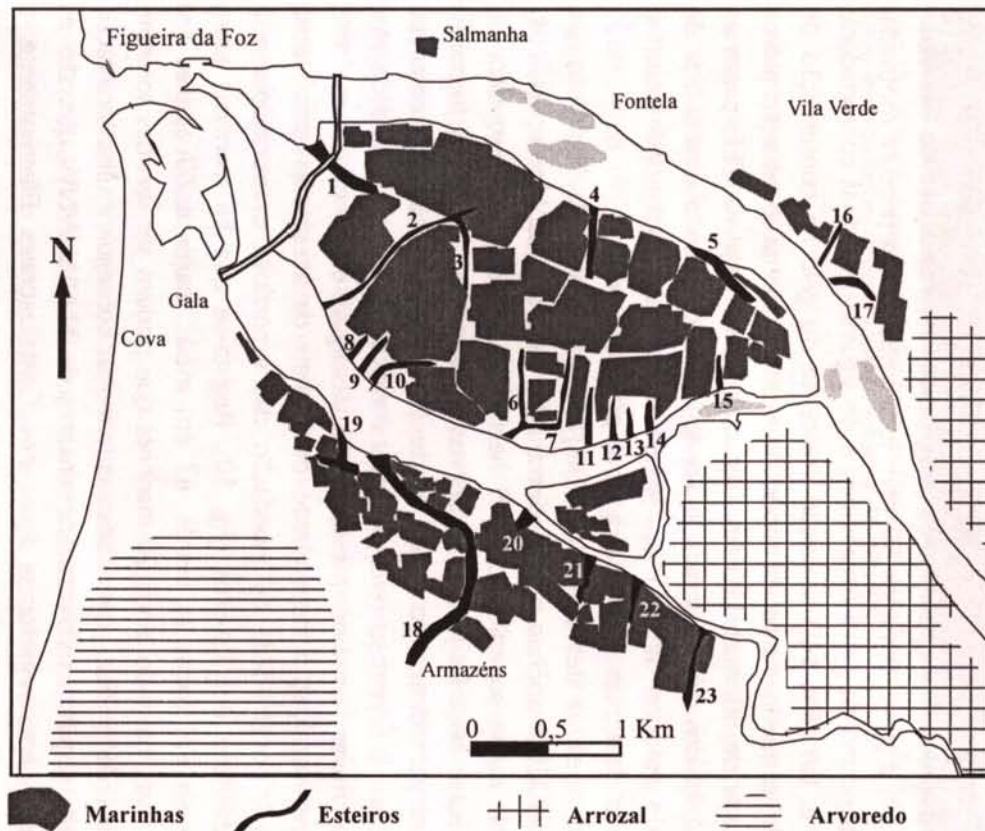 Figueira da Foz
Salmanha
Fontela
Vila Verde
1
2
3
4
5
16
17
N
Gala
Cova
8
9
10
6
7
11
12
13
14
15
19
20
21
22
18
Armazéns
23
0 0,5 1 Km
Marinhas Esteiros Arrozal Arvoredo